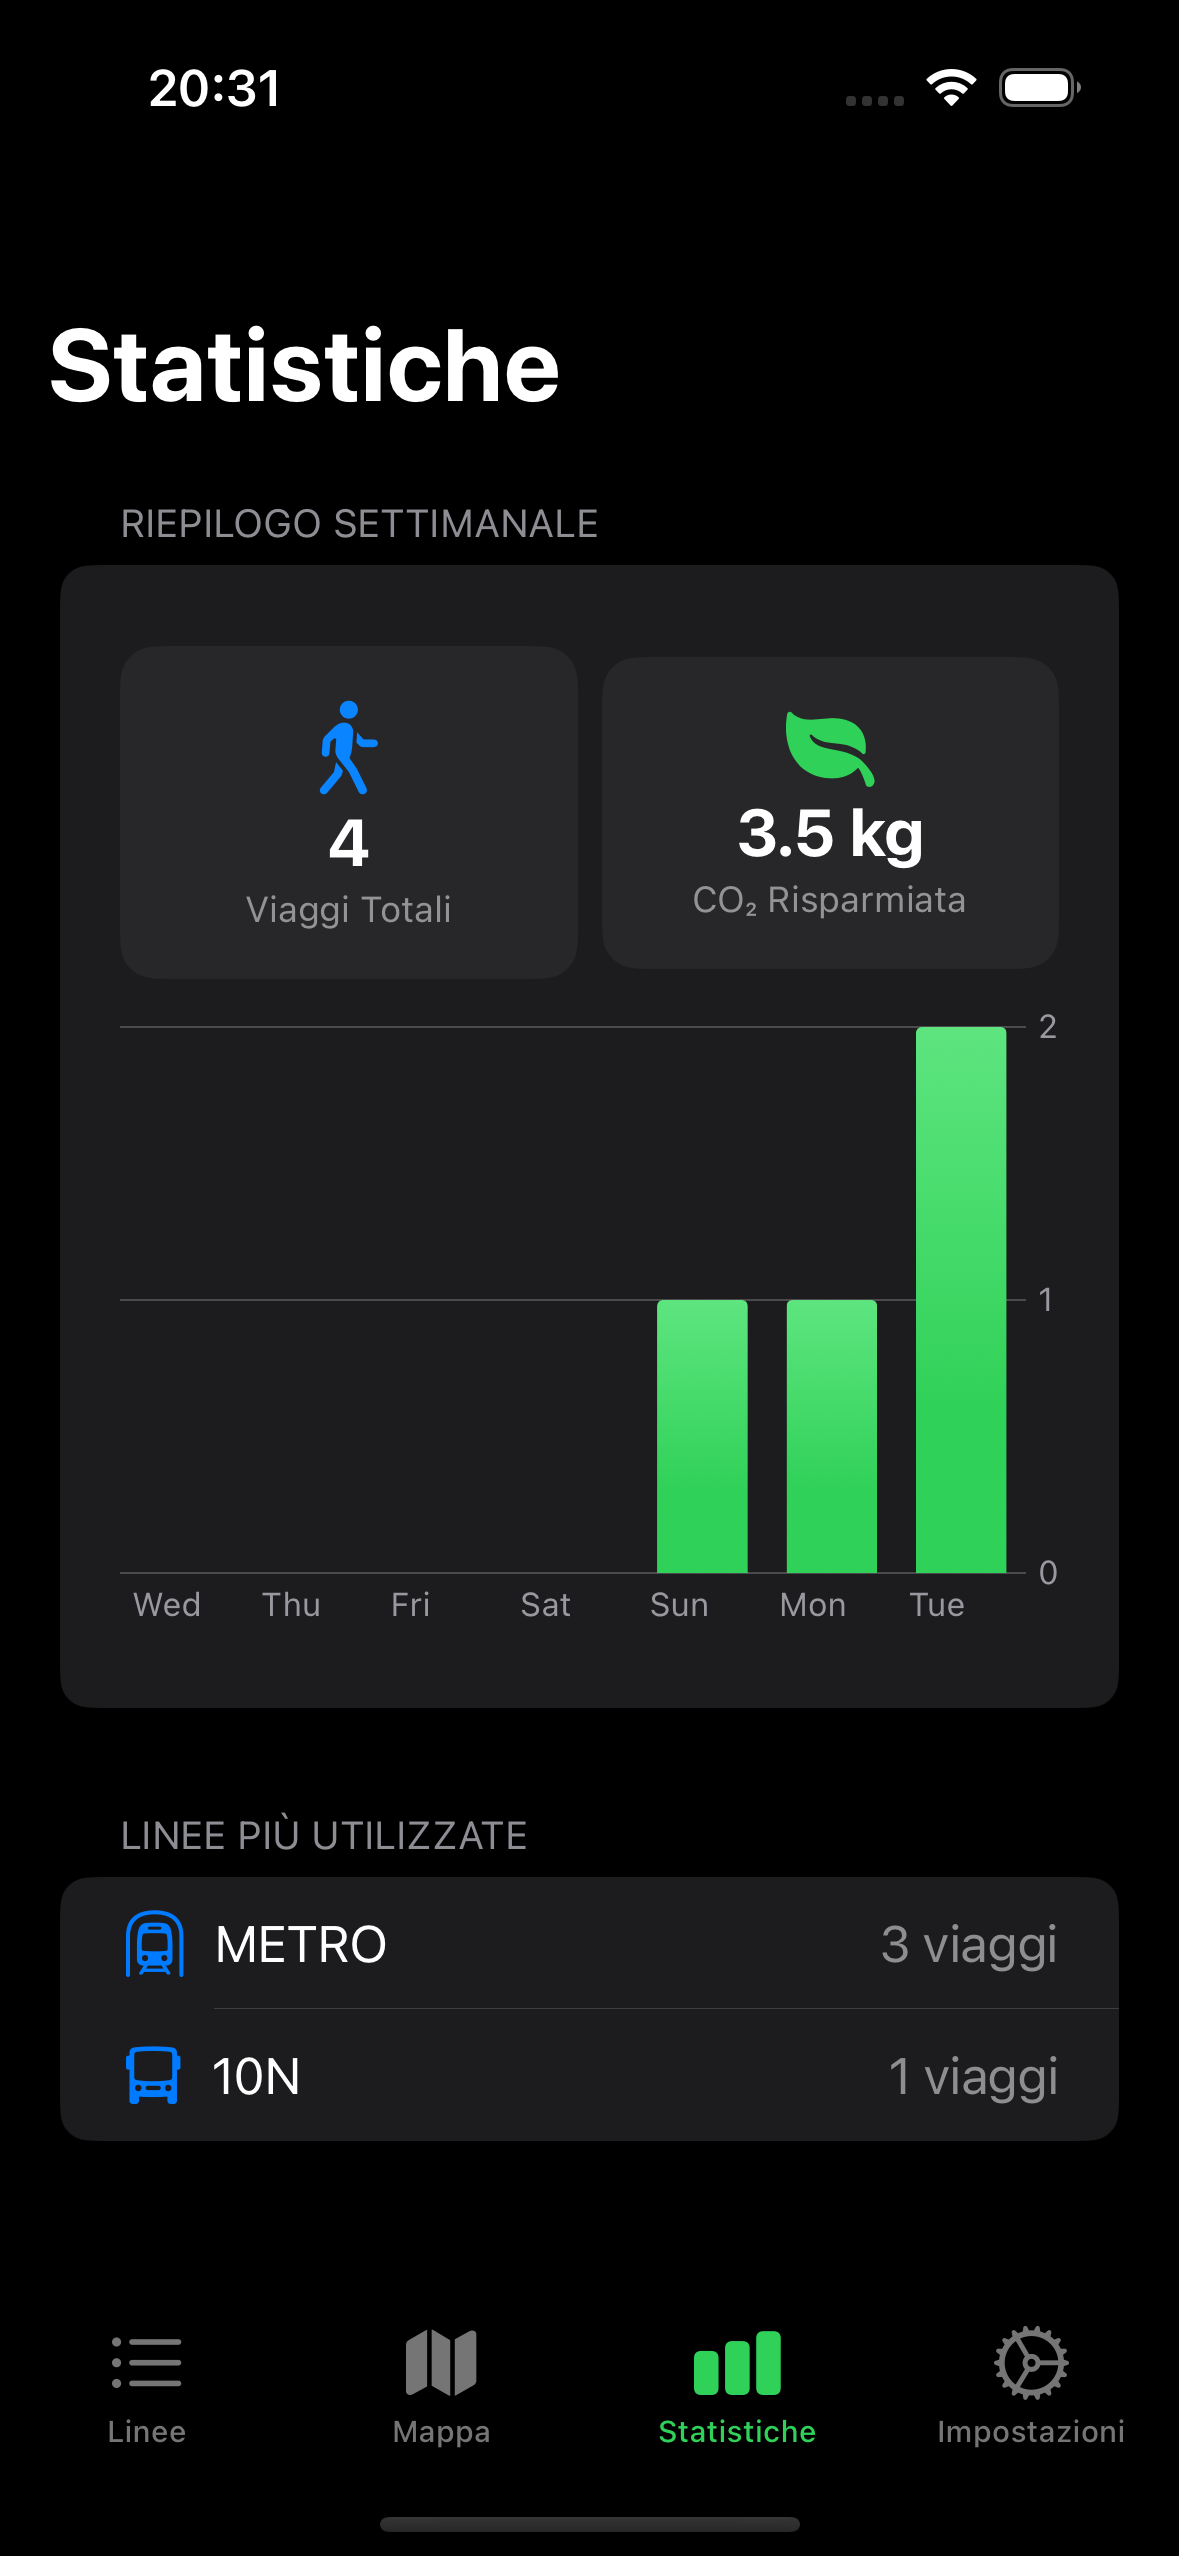 20:31
Statistiche
RIEPILOGO SETTIMANALE
4
Viaggi Totali
3.5 kg
CO₂ Risparmiata
2
1
0
Wed Thu Fri Sat Sun Mon Tue
LINEE PIÙ UTILIZZATE
METRO 3 viaggi
10N 1 viaggi
Linee Mappa Statistiche Impostazioni